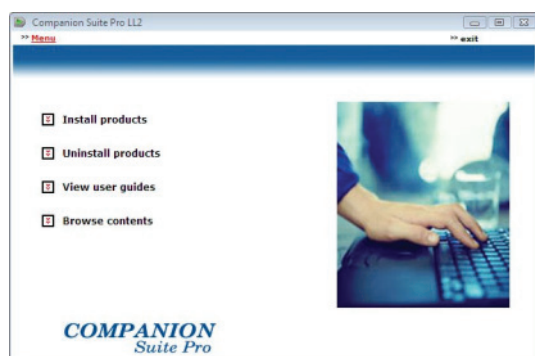 Companion Suite Pro LL2
>> Menu
>> exit
Install products
Uninstall products
View user guides
Browse contents
COMPANION
Suite Pro